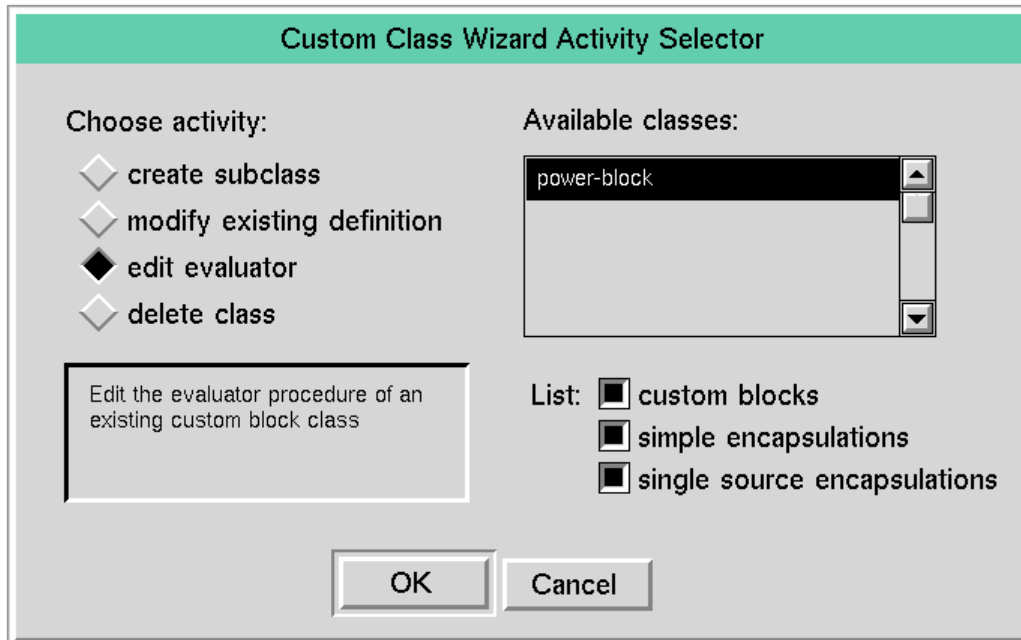 Custom Class Wizard Activity Selector
Choose activity:
create subclass
modify existing definition
edit evaluator
delete class
Edit the evaluator procedure of an
existing custom block class
Available classes:
power-block
List:
custom blocks
simple encapsulations
single source encapsulations
OK
Cancel